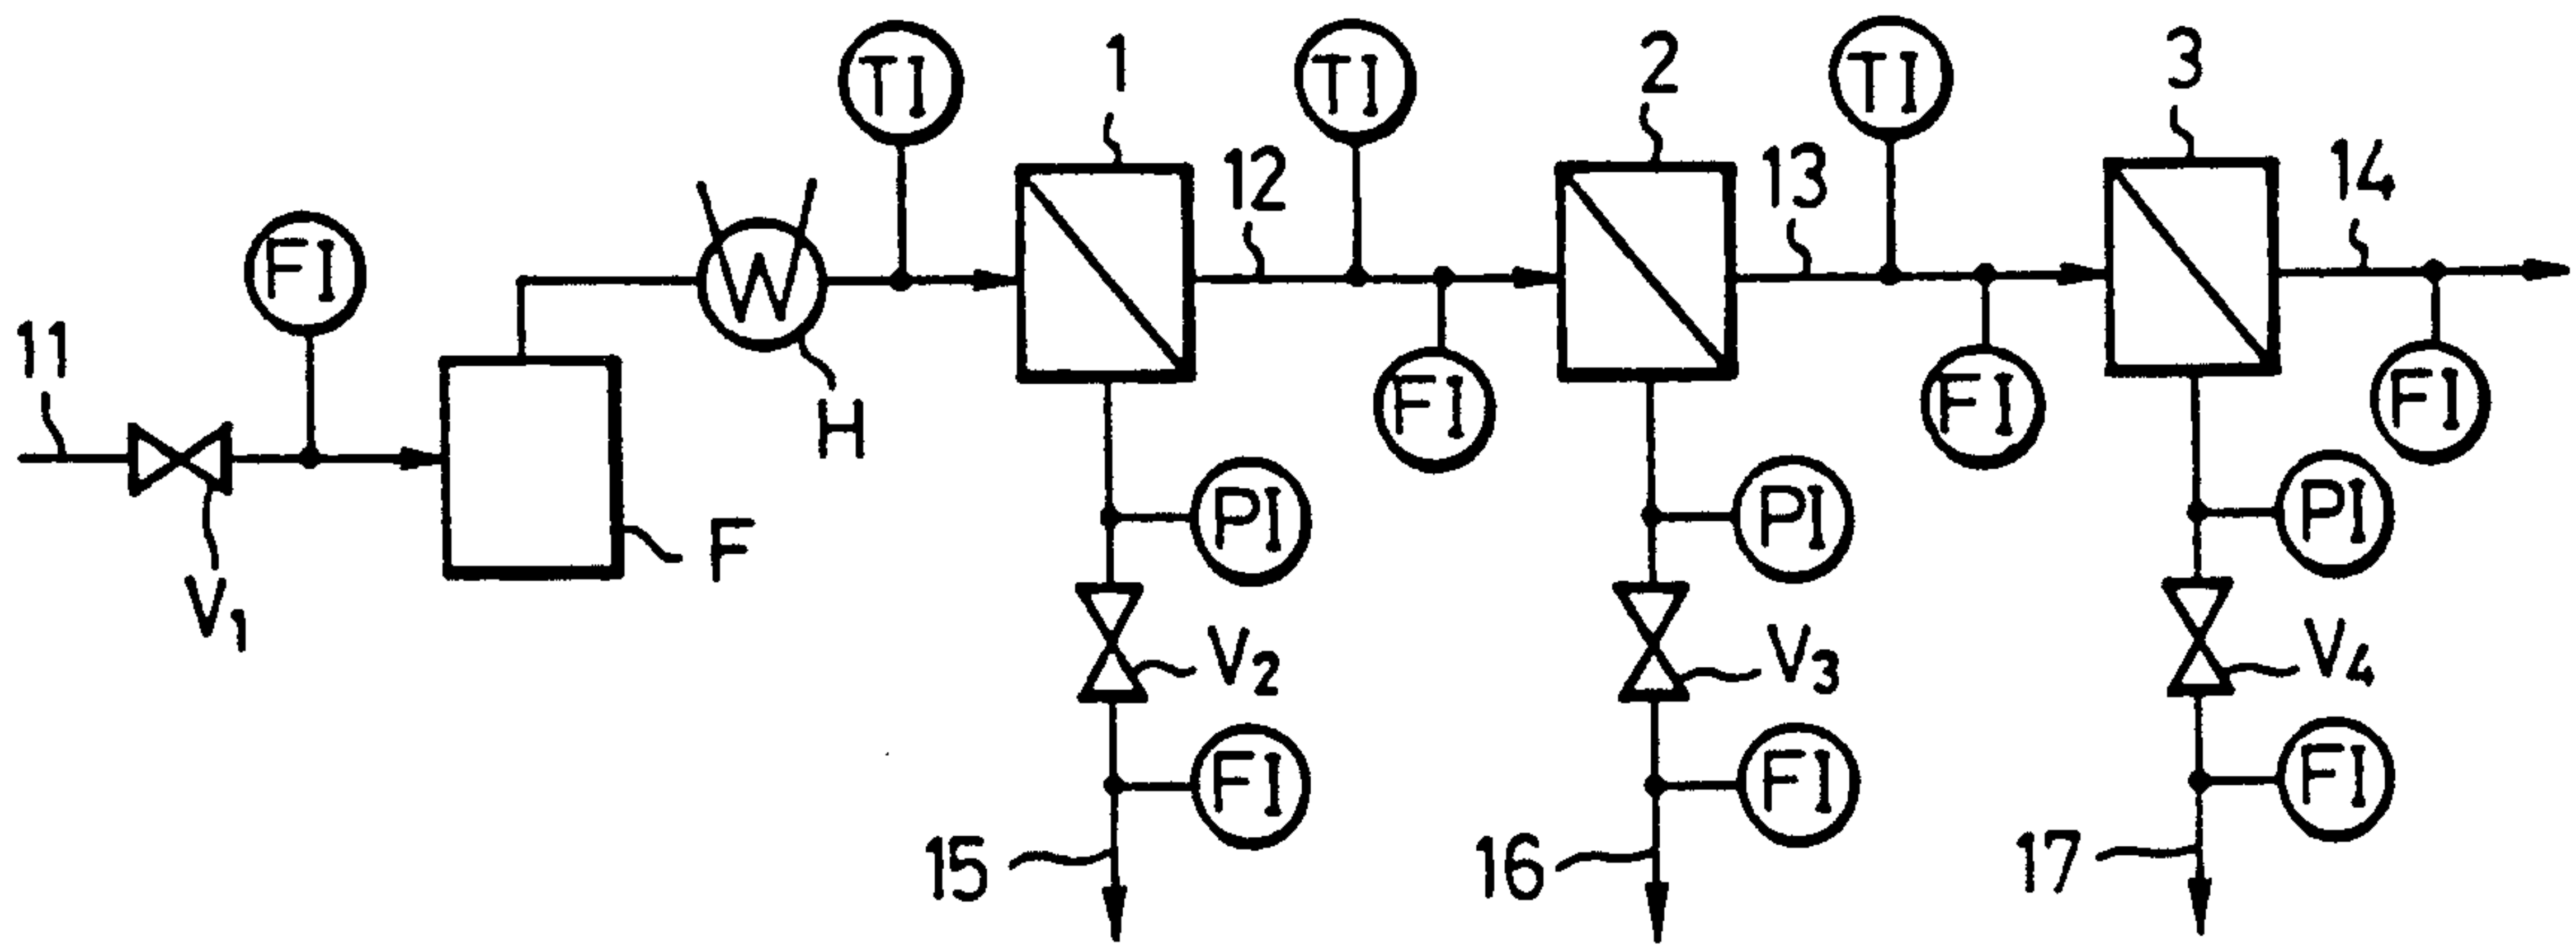 TI 1 TI 2 TI 3
12 13 14
FI W
11 H FI FI FI
F PI PI PI
V1 V2 V3 V4
FI FI FI
15 16 17